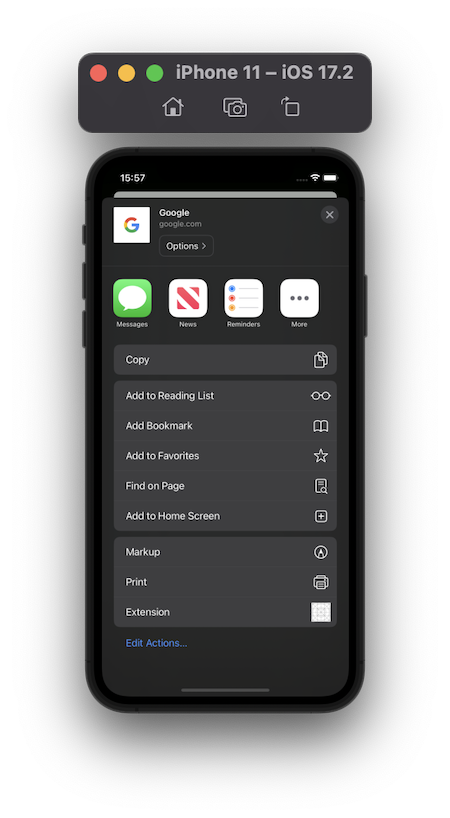 iPhone 11 – iOS 17.2
15:57
Google
google.com
Options
Messages
News
Reminders
More
Copy
Add to Reading List
Add Bookmark
Add to Favorites
Find on Page
Add to Home Screen
Markup
Print
Extension
Edit Actions...